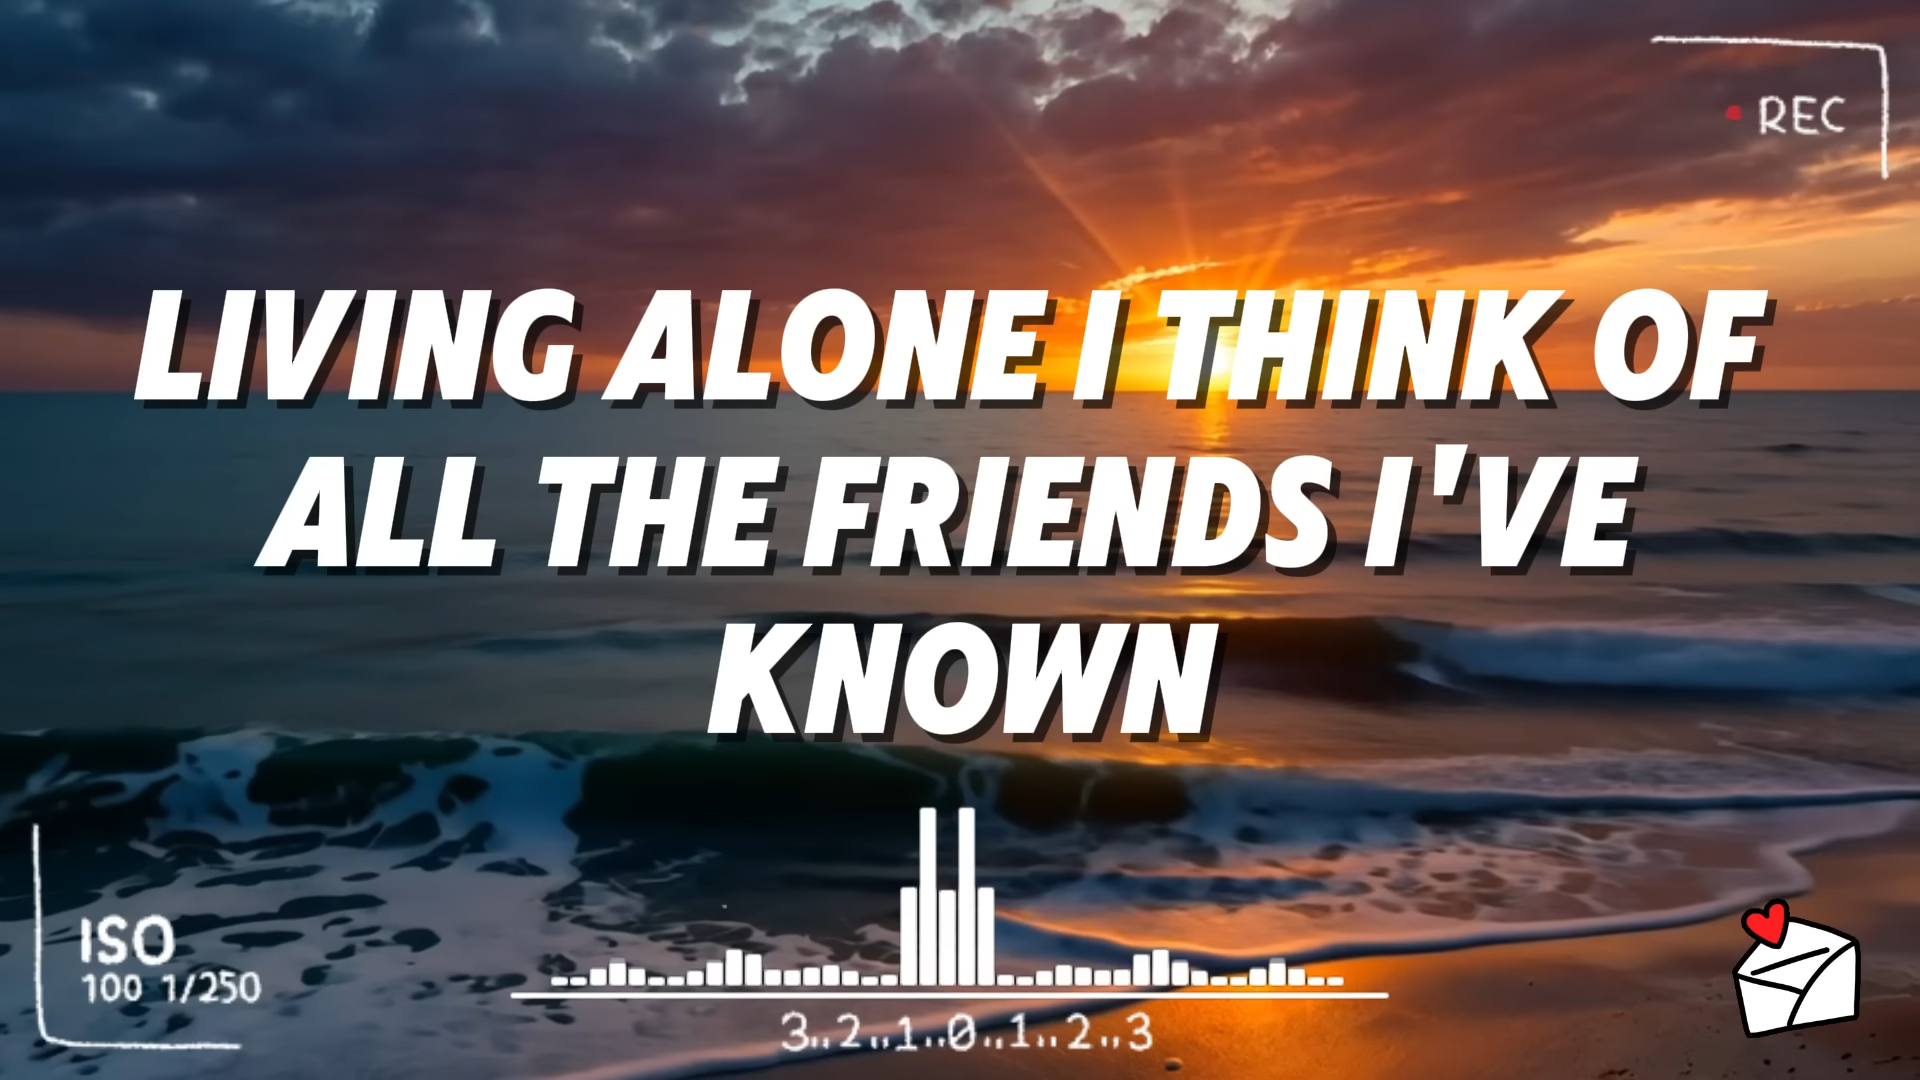 REC
LIVING ALONE I THINK OF
ALL THE FRIENDS I'VE
KNOWN
ISO
100 1/250
3..2..1..0..1..2..3